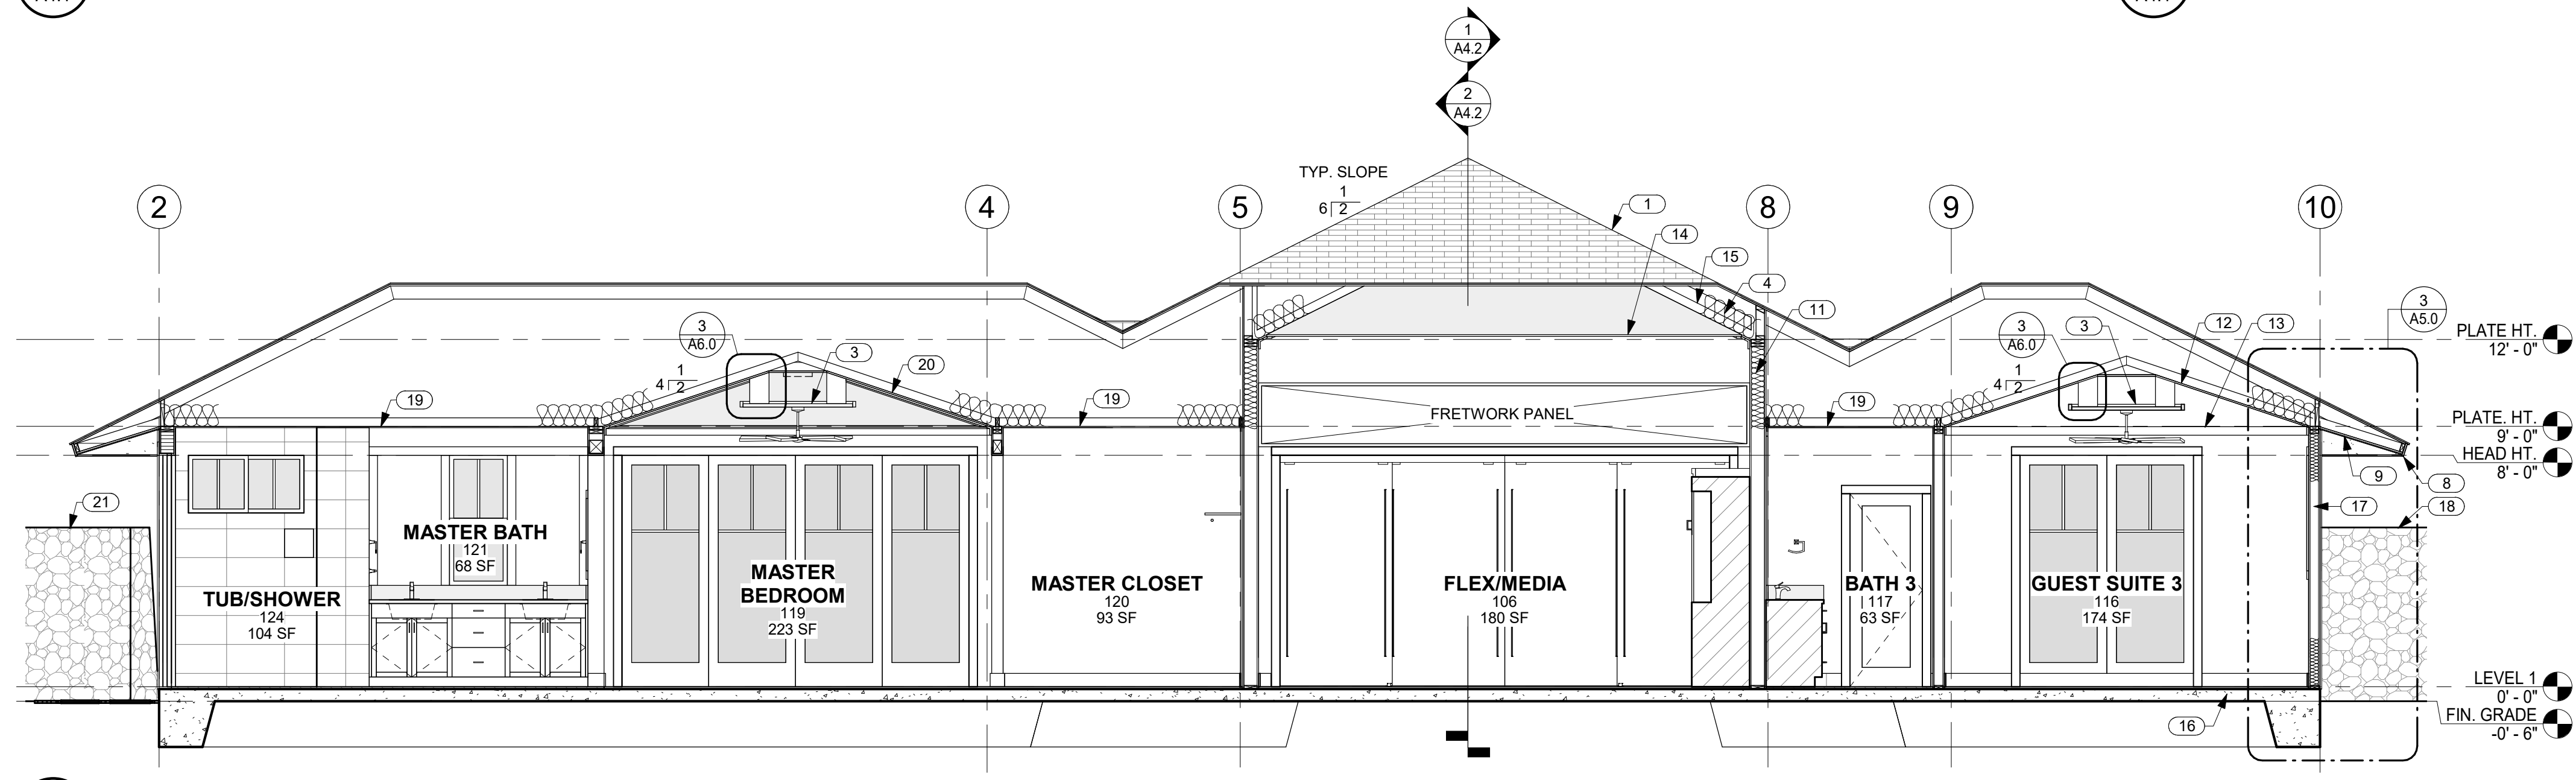 1
A4.2
2
A4.2
TYP. SLOPE
1
6 2
2
4
5
8
9
10
1
14
15
4
11
3
A6.0
3
20
4 1
2
3
A6.0
3
12
13
4 1
2
3
A5.0
PLATE HT.
12' - 0"
19
19
19
FRETWORK PANEL
PLATE. HT.
9' - 0"
HEAD HT.
8' - 0"
9
8
17
18
21
MASTER BATH
121
68 SF
TUB/SHOWER
124
104 SF
MASTER
BEDROOM
119
223 SF
MASTER CLOSET
120
93 SF
FLEX/MEDIA
106
180 SF
BATH 3
117
63 SF
GUEST SUITE 3
116
174 SF
LEVEL 1
0' - 0"
16
FIN. GRADE
-0' - 6"